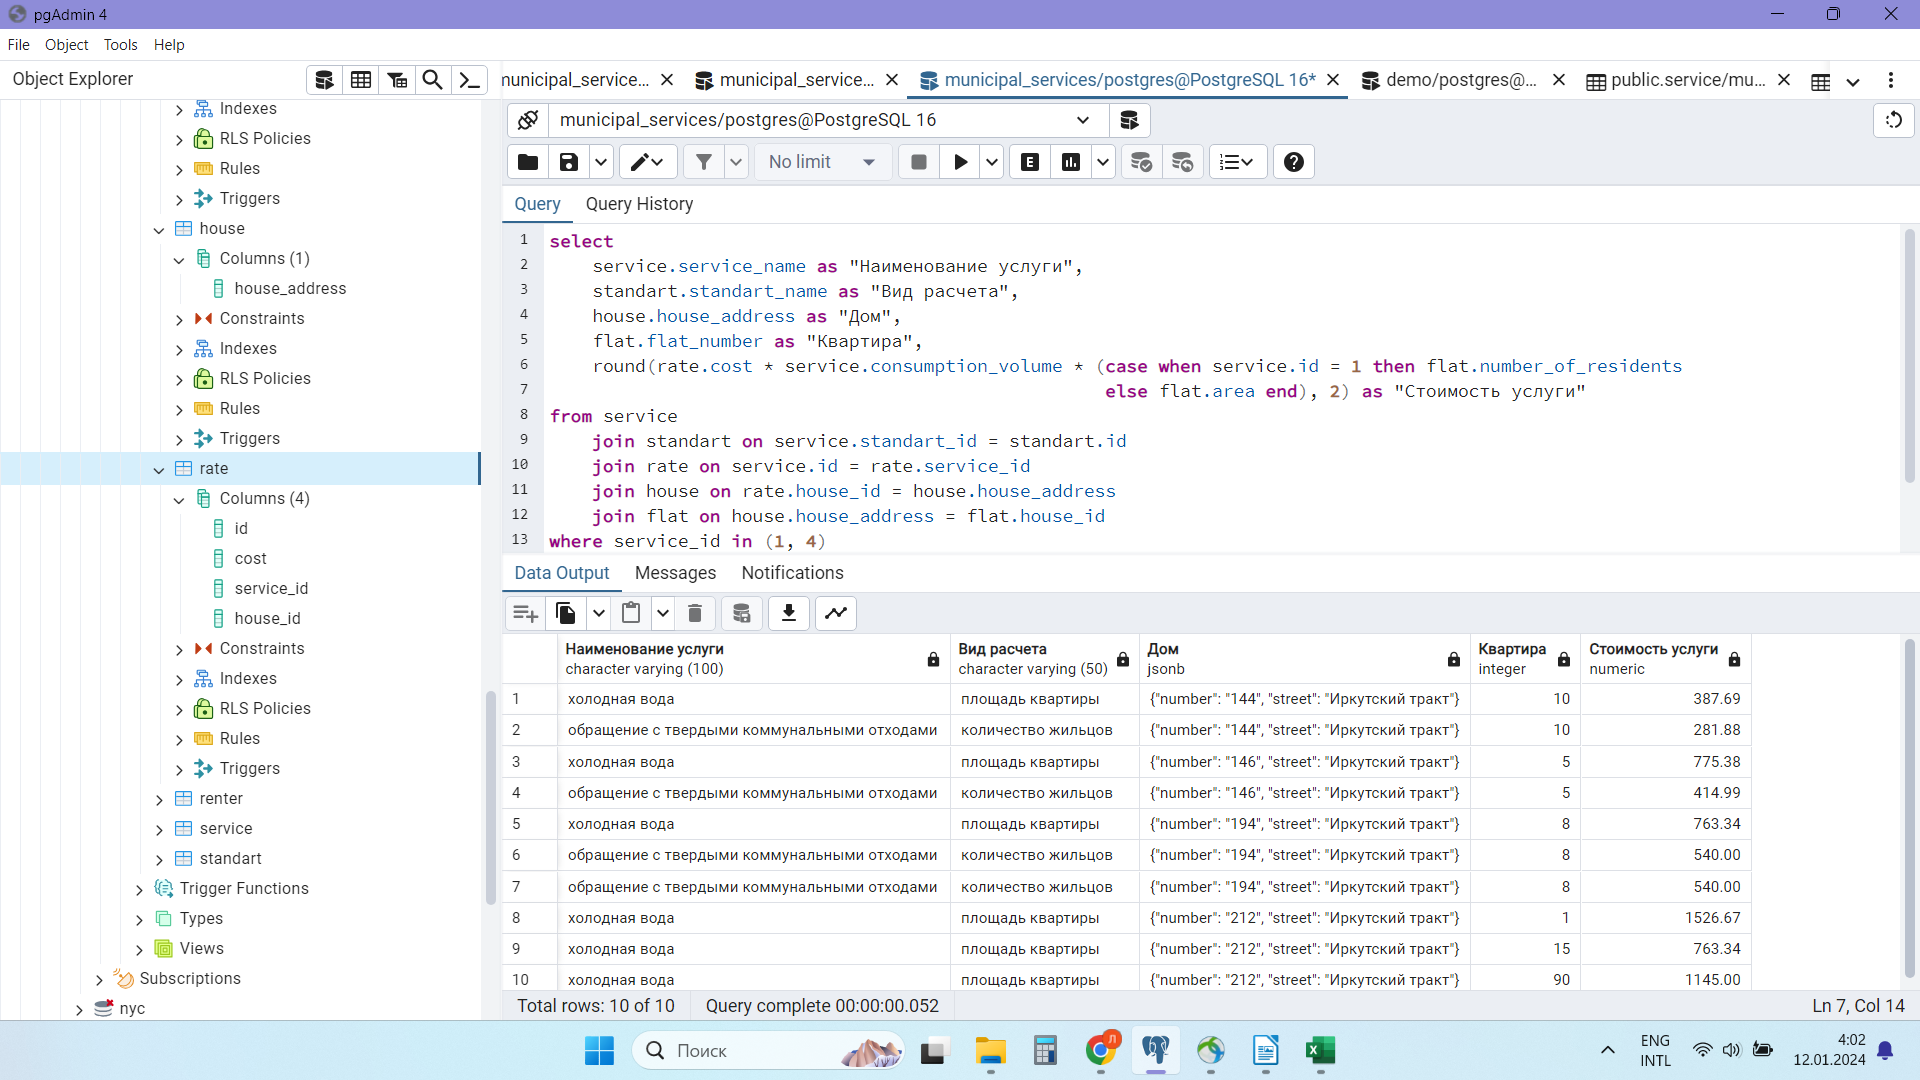 pgAdmin 4
File Object Tools Help
Object Explorer
municipal_service...
municipal_service...
municipal_services/postgres@PostgreSQL 16*
demo/postgres@...
public.service/mu...
municipal_services/postgres@PostgreSQL 16
No limit
E
Query Query History
Indexes
RLS Policies
Rules
Triggers
house
Columns (1)
house_address
Constraints
Indexes
RLS Policies
Rules
Triggers
rate
Columns (4)
id
cost
service_id
house_id
Constraints
Indexes
RLS Policies
Rules
Triggers
renter
service
standart
Trigger Functions
Types
Views
Subscriptions
nyc
1 select
2 service.service_name as "Наименование услуги",
3 standart.standart_name as "Вид расчета",
4 house.house_address as "Дом",
5 flat.flat_number as "Квартира",
6 round(rate.cost * service.consumption_volume * (case when service.id = 1 then flat.number_of_residents
7 else flat.area end), 2) as "Стоимость услуги"
8 from service
9 join standart on service.standart_id = standart.id
10 join rate on service.id = rate.service_id
11 join house on rate.house_id = house.house_address
12 join flat on house.house_address = flat.house_id
13 where service_id in (1, 4)
Data Output Messages Notifications
Наименование услуги Вид расчета Дом Квартира Стоимость услуги
character varying (100) character varying (50) jsonb integer numeric
1 холодная вода площадь квартиры {"number": "144", "street": "Иркутский тракт"} 10 387.69
2 обращение с твердыми коммунальными отходами количество жильцов {"number": "144", "street": "Иркутский тракт"} 10 281.88
3 холодная вода площадь квартиры {"number": "146", "street": "Иркутский тракт"} 5 775.38
4 обращение с твердыми коммунальными отходами количество жильцов {"number": "146", "street": "Иркутский тракт"} 5 414.99
5 холодная вода площадь квартиры {"number": "194", "street": "Иркутский тракт"} 8 763.34
6 обращение с твердыми коммунальными отходами количество жильцов {"number": "194", "street": "Иркутский тракт"} 8 540.00
7 обращение с твердыми коммунальными отходами количество жильцов {"number": "194", "street": "Иркутский тракт"} 8 540.00
8 холодная вода площадь квартиры {"number": "212", "street": "Иркутский тракт"} 1 1526.67
9 холодная вода площадь квартиры {"number": "212", "street": "Иркутский тракт"} 15 763.34
10 холодная вода площадь квартиры {"number": "212", "street": "Иркутский тракт"} 90 1145.00
Total rows: 10 of 10 Query complete 00:00:00.052 Ln 7, Col 14
Поиск
Л
ENG
INTL
4:02
12.01.2024